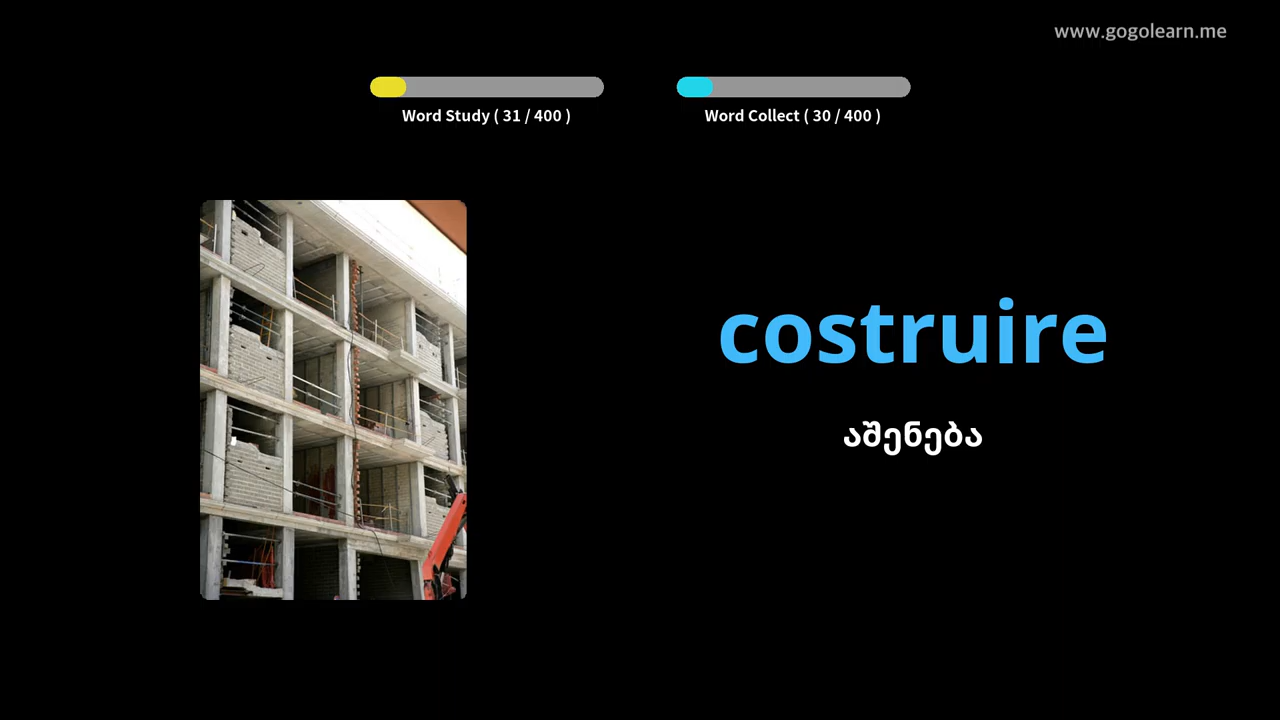 www.gogolearn.me
Word Study ( 31 / 400 )
Word Collect ( 30 / 400 )
costruire
აშენება